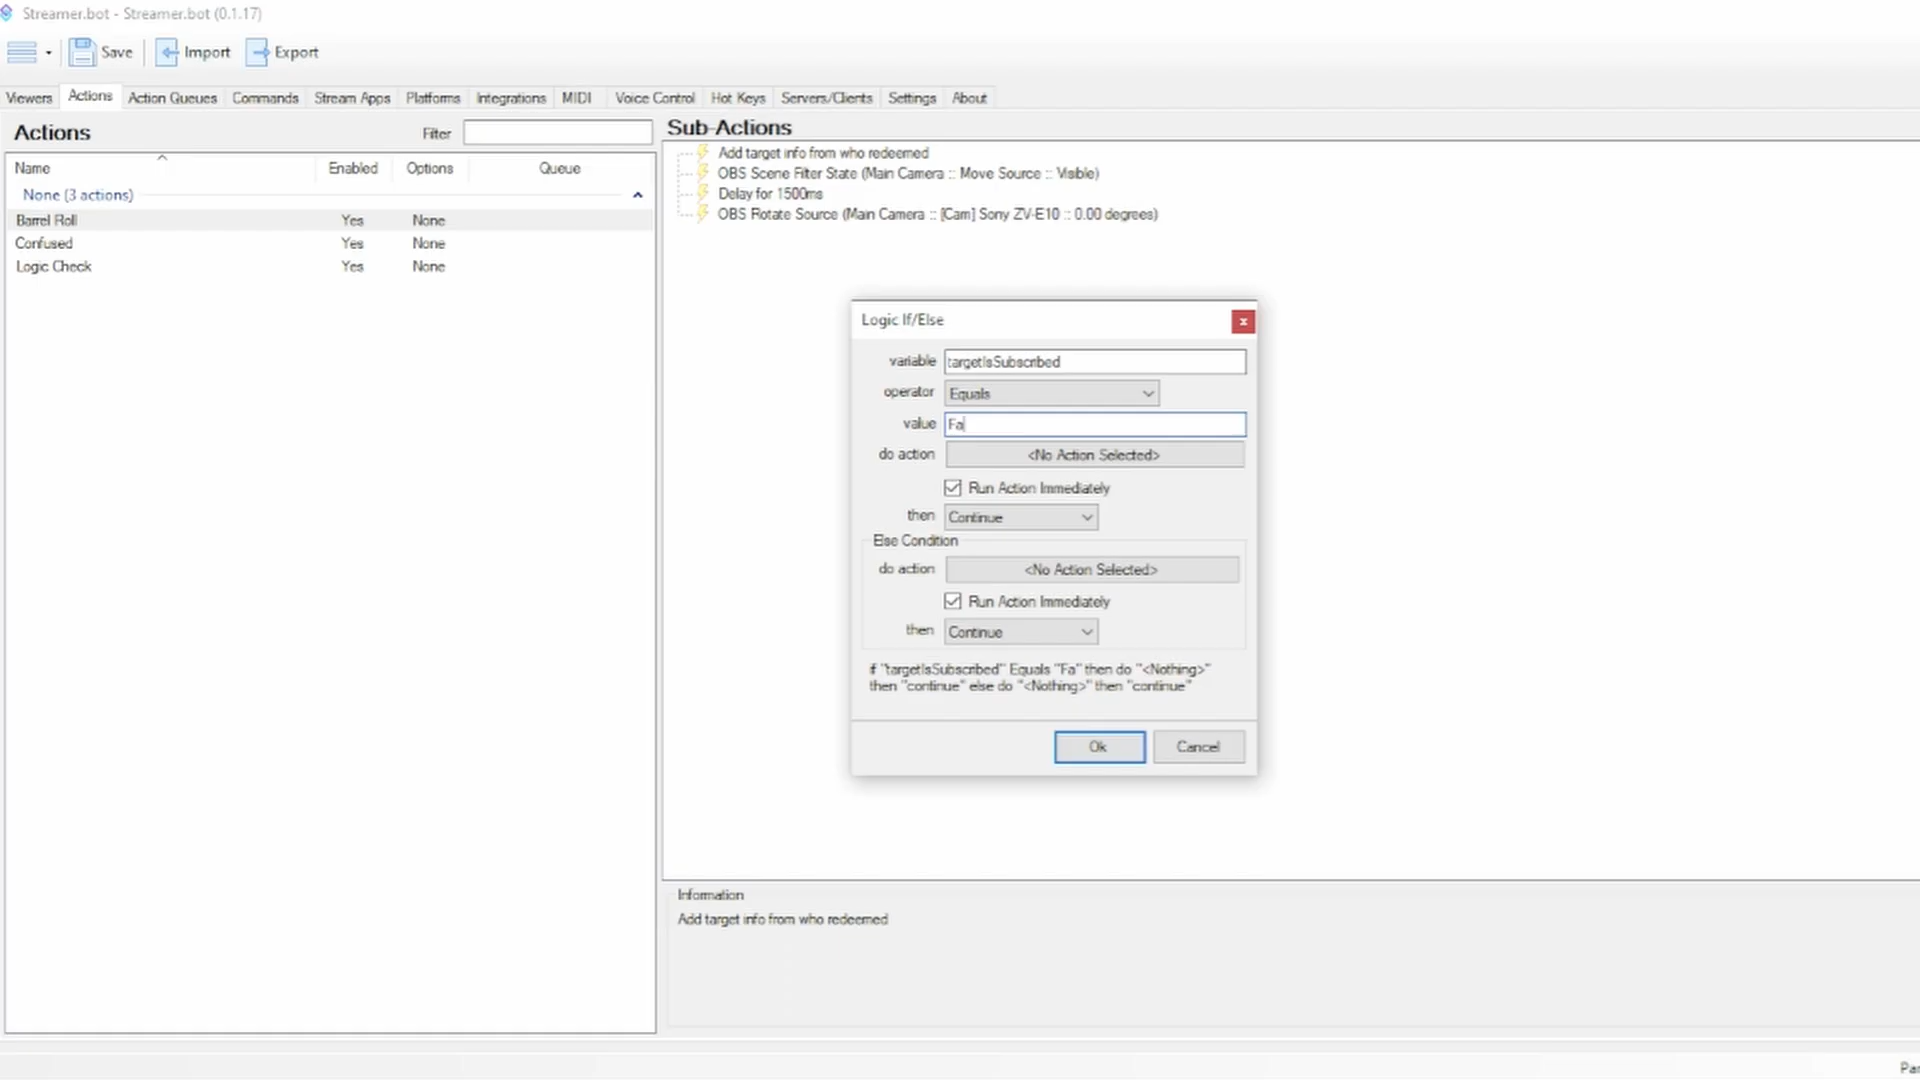 Streamer.bot - Streamer.bot (0.1.17)
Save Import Export
Viewers Actions Action Queues Commands Stream Apps Platforms Integrations MIDI Voice Control Hot Keys Servers/Clients Settings About
Actions Filter
Name Enabled Options Queue
None (3 actions)
Barrel Roll Yes None
Confused Yes None
Logic Check Yes None
Sub-Actions
Add target info from who redeemed
OBS Scene Filter State (Main Camera :: Move Source :: Visible)
Delay for 1500ms
OBS Rotate Source (Main Camera :: [Cam] Sony ZV-E10 :: 0.00 degrees)
Logic If/Else
variable targetIsSubscribed
operator Equals
value Fa
do action <No Action Selected>
Run Action Immediately
then Continue
Else Condition
do action <No Action Selected>
Run Action Immediately
then Continue
if "targetIsSubscribed" Equals "Fa" then do "<Nothing>"
then "continue" else do "<Nothing>" then "continue"
Ok Cancel
Information
Add target info from who redeemed